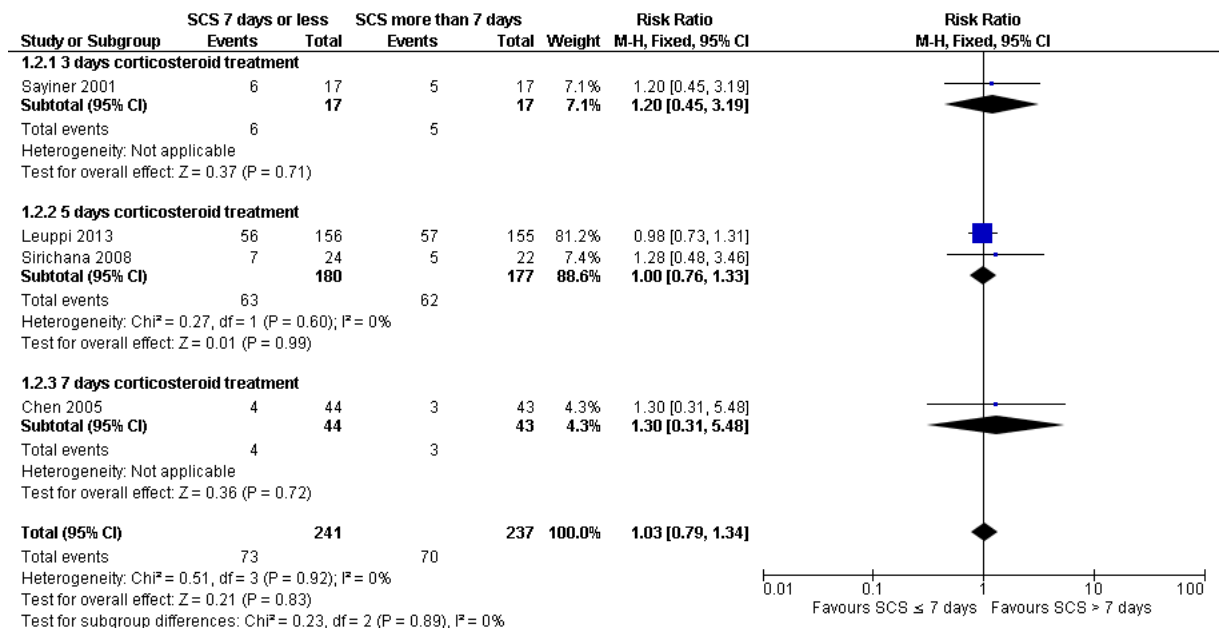 SCS 7 days or less SCS more than 7 days Risk Ratio Risk Ratio
Study or Subgroup Events Total Events Total Weight M-H, Fixed, 95% CI M-H, Fixed, 95% CI
1.2.1 3 days corticosteroid treatment
Sayiner 2001 6 17 5 17 7.1% 1.20 [0.45, 3.19]
Subtotal (95% CI) 17 17 7.1% 1.20 [0.45, 3.19]
Total events 6 5
Heterogeneity: Not applicable
Test for overall effect: Z = 0.37 (P = 0.71)
1.2.2 5 days corticosteroid treatment
Leuppi 2013 56 156 57 155 81.2% 0.98 [0.73, 1.31]
Sirichana 2008 7 24 5 22 7.4% 1.28 [0.48, 3.46]
Subtotal (95% CI) 180 177 88.6% 1.00 [0.76, 1.33]
Total events 63 62
Heterogeneity: Chi² = 0.27, df = 1 (P = 0.60); I² = 0%
Test for overall effect: Z = 0.01 (P = 0.99)
1.2.3 7 days corticosteroid treatment
Chen 2005 4 44 3 43 4.3% 1.30 [0.31, 5.48]
Subtotal (95% CI) 44 43 4.3% 1.30 [0.31, 5.48]
Total events 4 3
Heterogeneity: Not applicable
Test for overall effect: Z = 0.36 (P = 0.72)
Total (95% CI) 241 237 100.0% 1.03 [0.79, 1.34]
Total events 73 70
Heterogeneity: Chi² = 0.51, df = 3 (P = 0.92); I² = 0%
Test for overall effect: Z = 0.21 (P = 0.83)
Test for subgroup differences: Chi² = 0.23, df = 2 (P = 0.89), I² = 0%
0.01 0.1 1 10 100
Favours SCS ≤ 7 days Favours SCS > 7 days